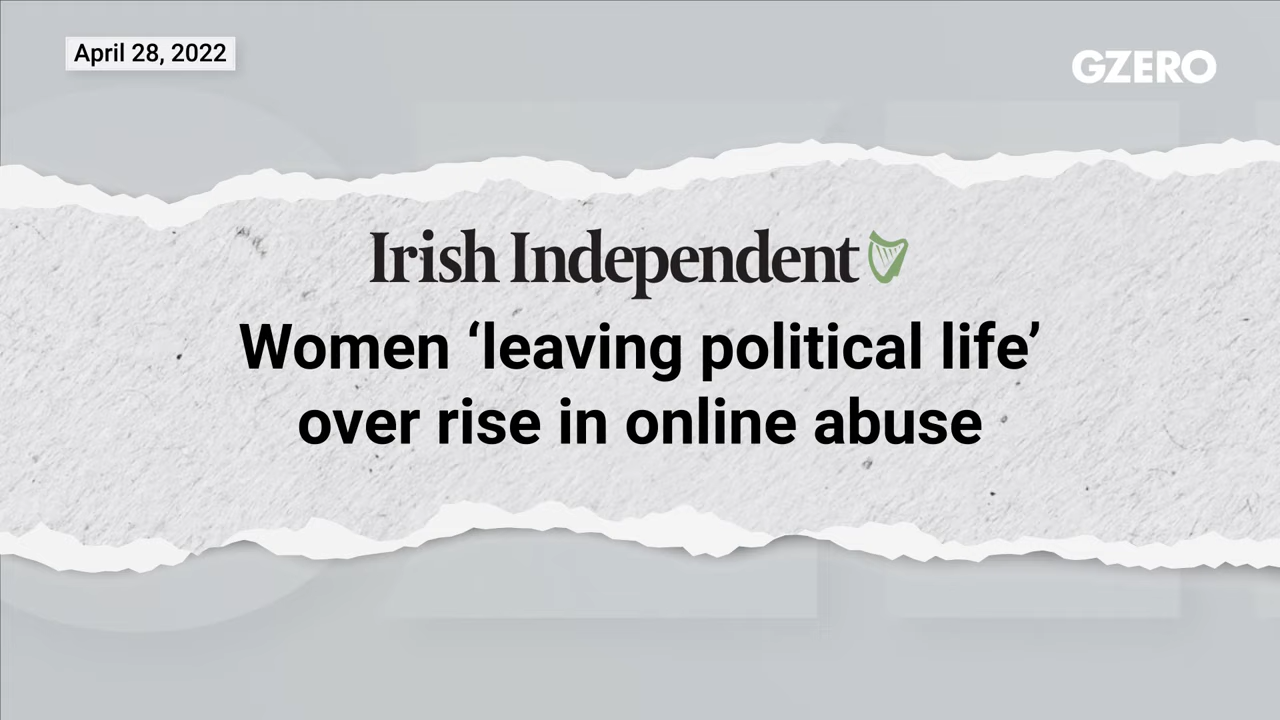 April 28, 2022
GZERO
Irish Independent
Women ‘leaving political life’
over rise in online abuse